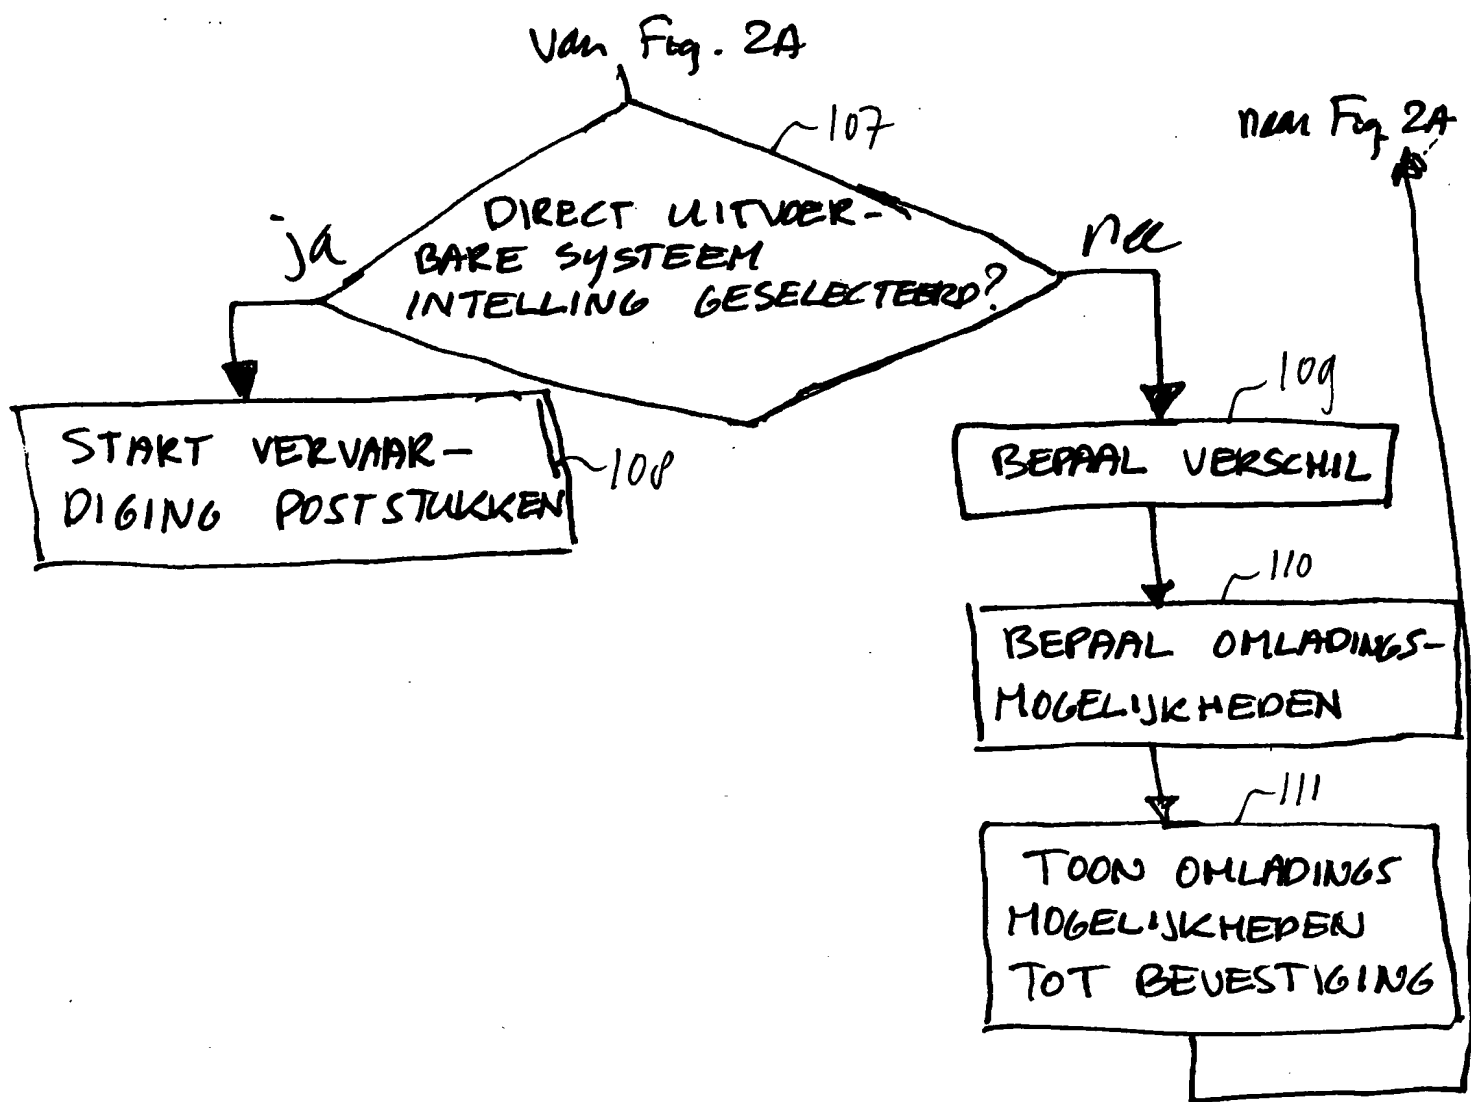 van Fig. 2A
107
naar Fig 2A
DIRECT UITVOER-
BARE SYSTEEM
INTELLING GESELECTEERD?
ja
nee
START VERVAAR-
DIGING POSTSTUKKEN
108
109
BEPAAL VERSCHIL
110
BEPAAL OMLADINGS-
MOGELIJKHEDEN
111
TOON OMLADINGS
MOGELIJKHEDEN
TOT BEVESTIGING